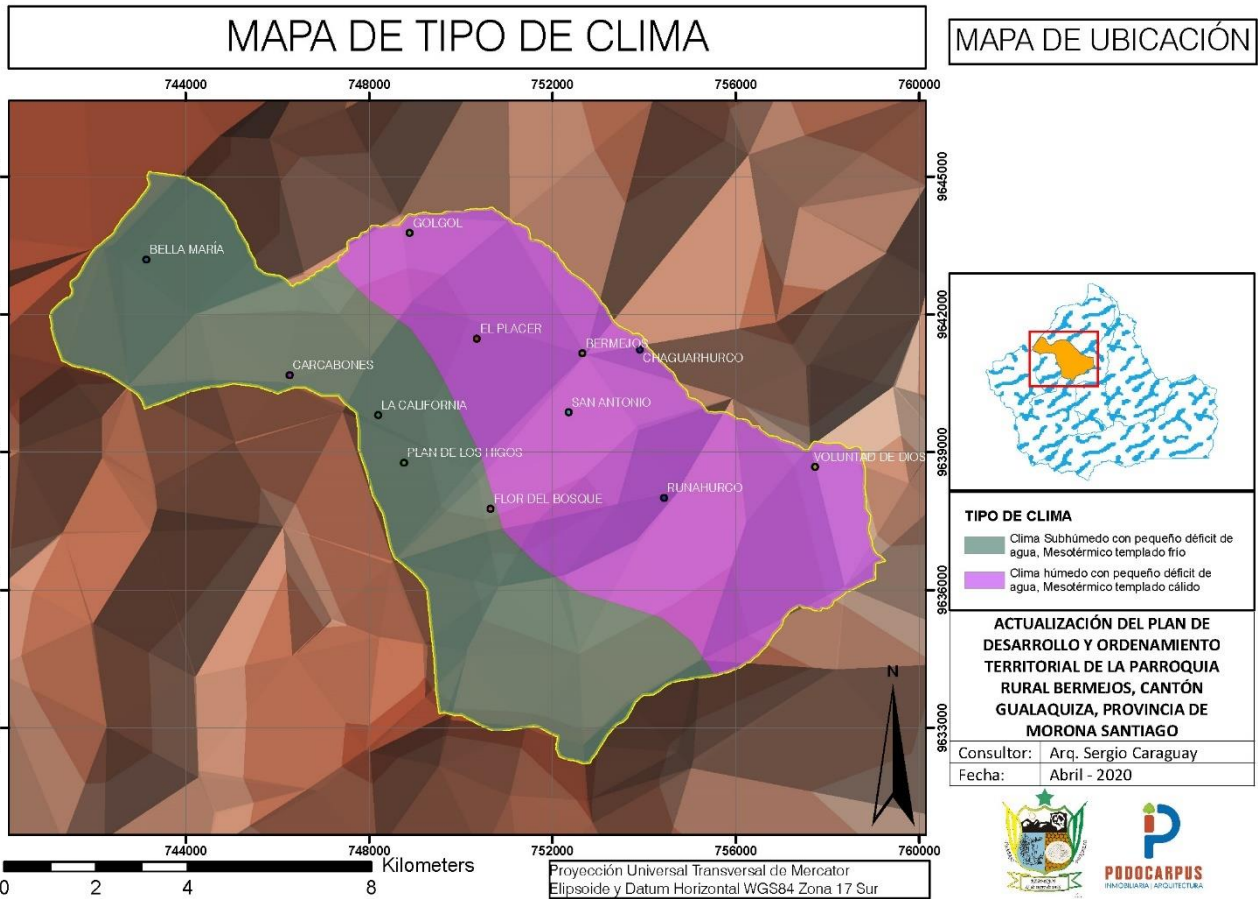 MAPA DE TIPO DE CLIMA
MAPA DE UBICACIÓN
744000 748000 752000 756000 760000
9645000
GOLGOL
BELLA MARÍA
9642000
EL PLACER
BERMEJOS
CHAGUARHURCO
CARCABONES
LA CALIFORNIA
SAN ANTONIO
9639000
PLAN DE LOS HIGOS
VOLUNTAD DE DIOS
RUNAHURCO
FLOR DEL BOSQUE
9636000
N
9633000
744000 748000 752000 756000 760000
Kilometers
0 2 4 8
Proyección Universal Transversal de Mercator
Elipsoide y Datum Horizontal WGS84 Zona 17 Sur
TIPO DE CLIMA
Clima Subhúmedo con pequeño déficit de
agua, Mesotérmico templado frío
Clima húmedo con pequeño déficit de
agua, Mesotérmico templado cálido
ACTUALIZACIÓN DEL PLAN DE
DESARROLLO Y ORDENAMIENTO
TERRITORIAL DE LA PARROQUIA
RURAL BERMEJOS, CANTÓN
GUALAQUIZA, PROVINCIA DE
MORONA SANTIAGO
Consultor: Arq. Sergio Caraguay
Fecha: Abril - 2020
PODOCARPUS
INMOBILIARIA | ARQUITECTURA